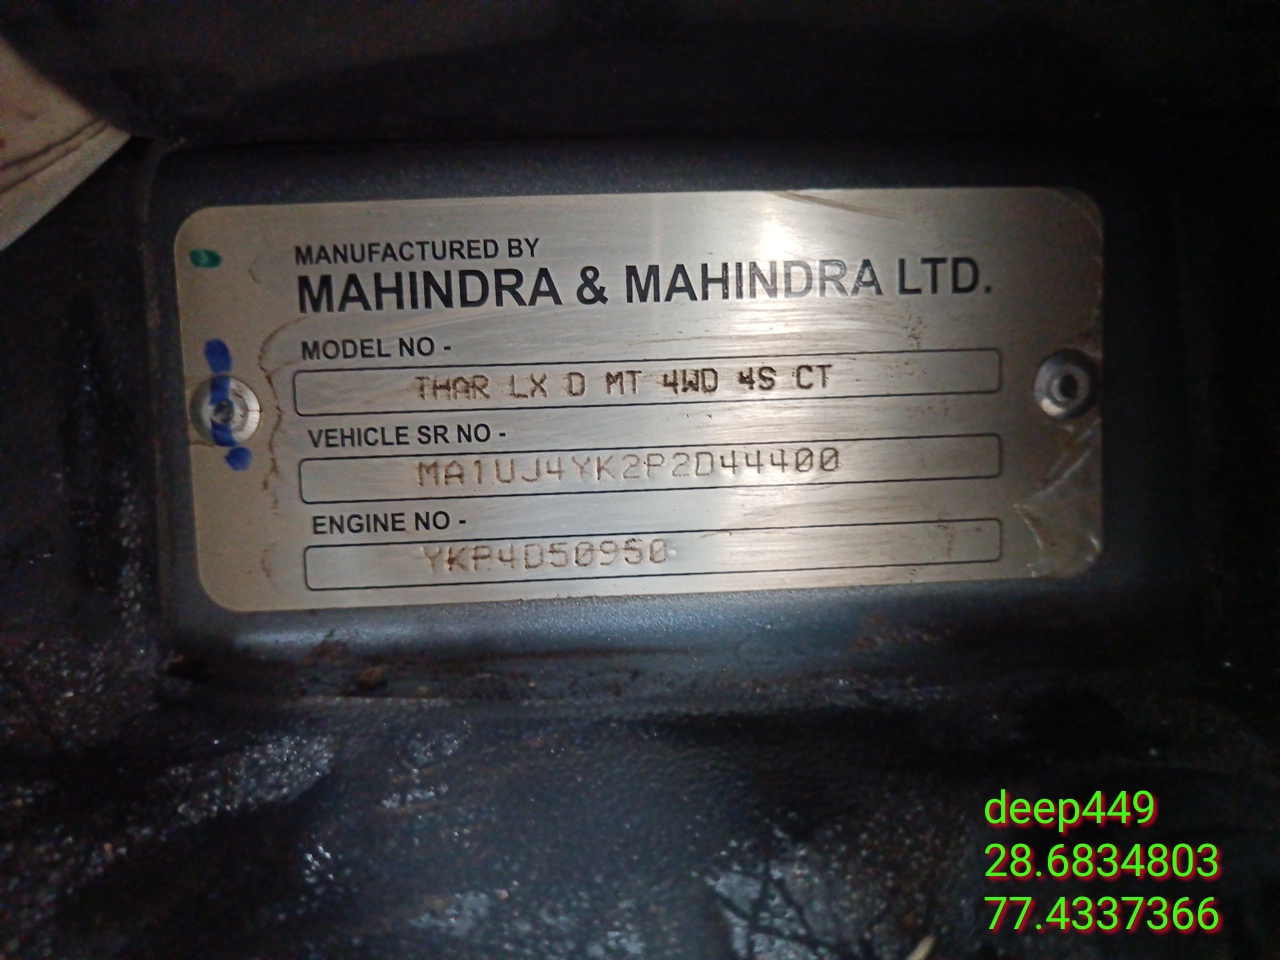 MANUFACTURED BY
MAHINDRA & MAHINDRA LTD.
MODEL NO -
THAR LX D MT 4WD 4S CT
VEHICLE SR NO -
MA1UJ4YK2P2D44400
ENGINE NO -
YKP4D50950
deep449
28.6834803
77.4337366